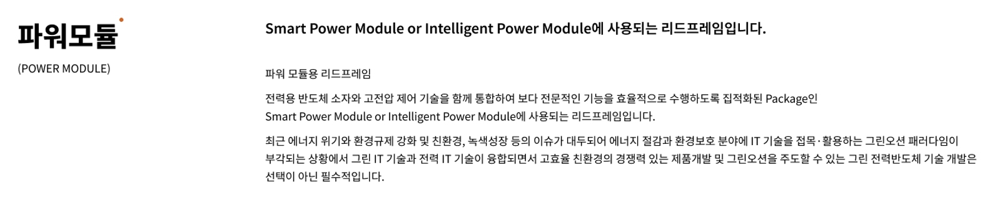 파워모듈
(POWER MODULE)
Smart Power Module or Intelligent Power Module에 사용되는 리드프레임입니다.
파워 모듈용 리드프레임
전력용 반도체 소자와 고전압 제어 기술을 함께 통합하여 보다 전문적인 기능을 효율적으로 수행하도록 집적화된 Package인
Smart Power Module or Intelligent Power Module에 사용되는 리드프레임입니다.
최근 에너지 위기와 환경규제 강화 및 친환경, 녹색성장 등의 이슈가 대두되어 에너지 절감과 환경보호 분야에 IT 기술을 접목·활용하는 그린오션 패러다임이
부각되는 상황에서 그린 IT 기술과 전력 IT 기술이 융합되면서 고효율 친환경의 경쟁력 있는 제품개발 및 그린오션을 주도할 수 있는 그린 전력반도체 기술 개발은
선택이 아닌 필수적입니다.